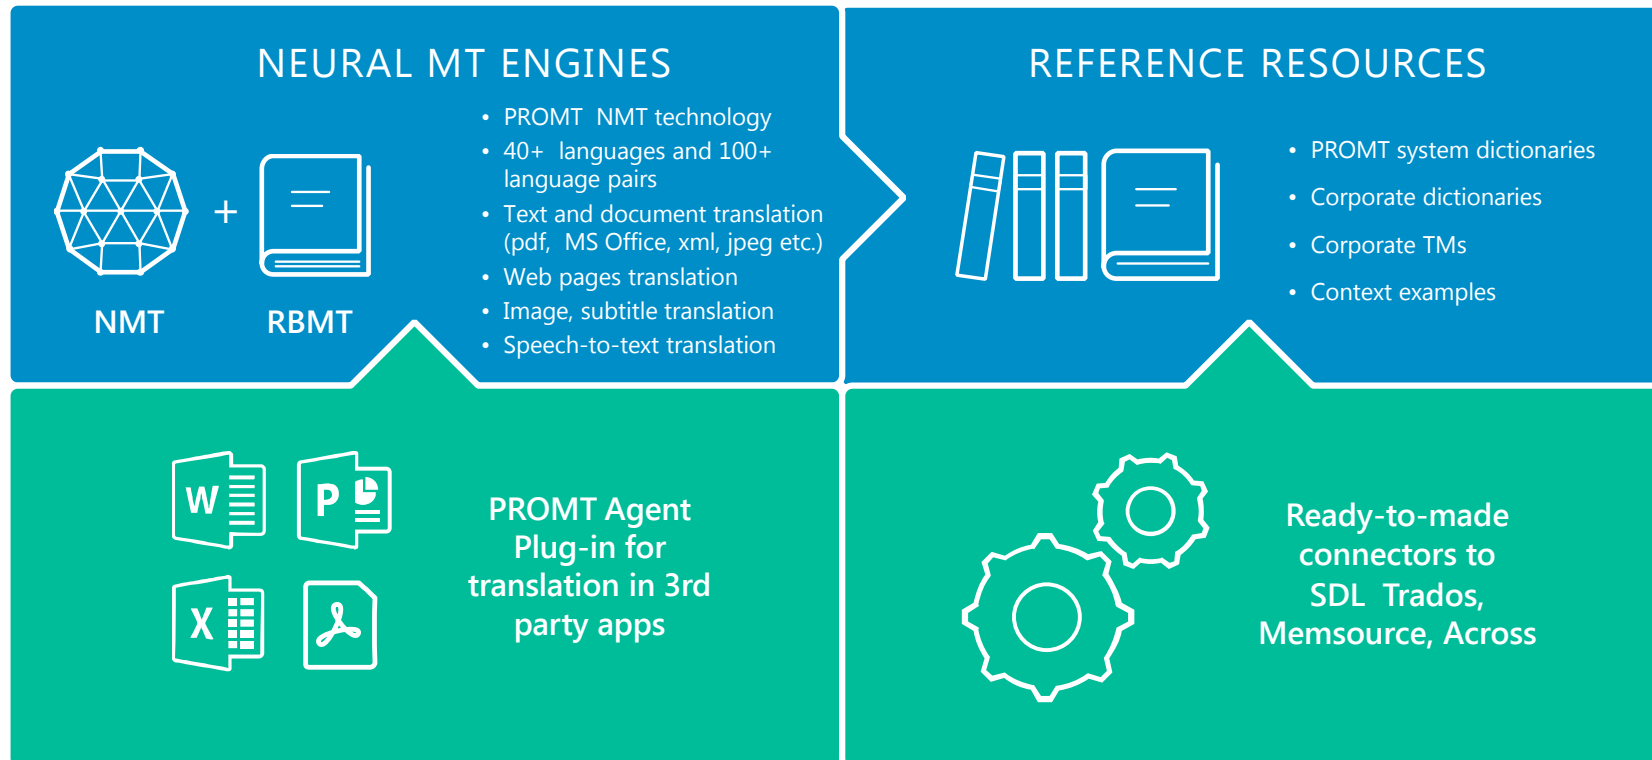 NEURAL MT ENGINES
• PROMT NMT technology
• 40+ languages and 100+
language pairs
• Text and document translation
(pdf, MS Office, xml, jpeg etc.)
• Web pages translation
• Image, subtitle translation
• Speech-to-text translation
+
NMT
RBMT
REFERENCE RESOURCES
• PROMT system dictionaries
• Corporate dictionaries
• Corporate TMs
• Context examples
W
P
X
PROMT Agent
Plug-in for
translation in 3rd
party apps
Ready-to-made
connectors to
SDL Trados,
Memsource, Across